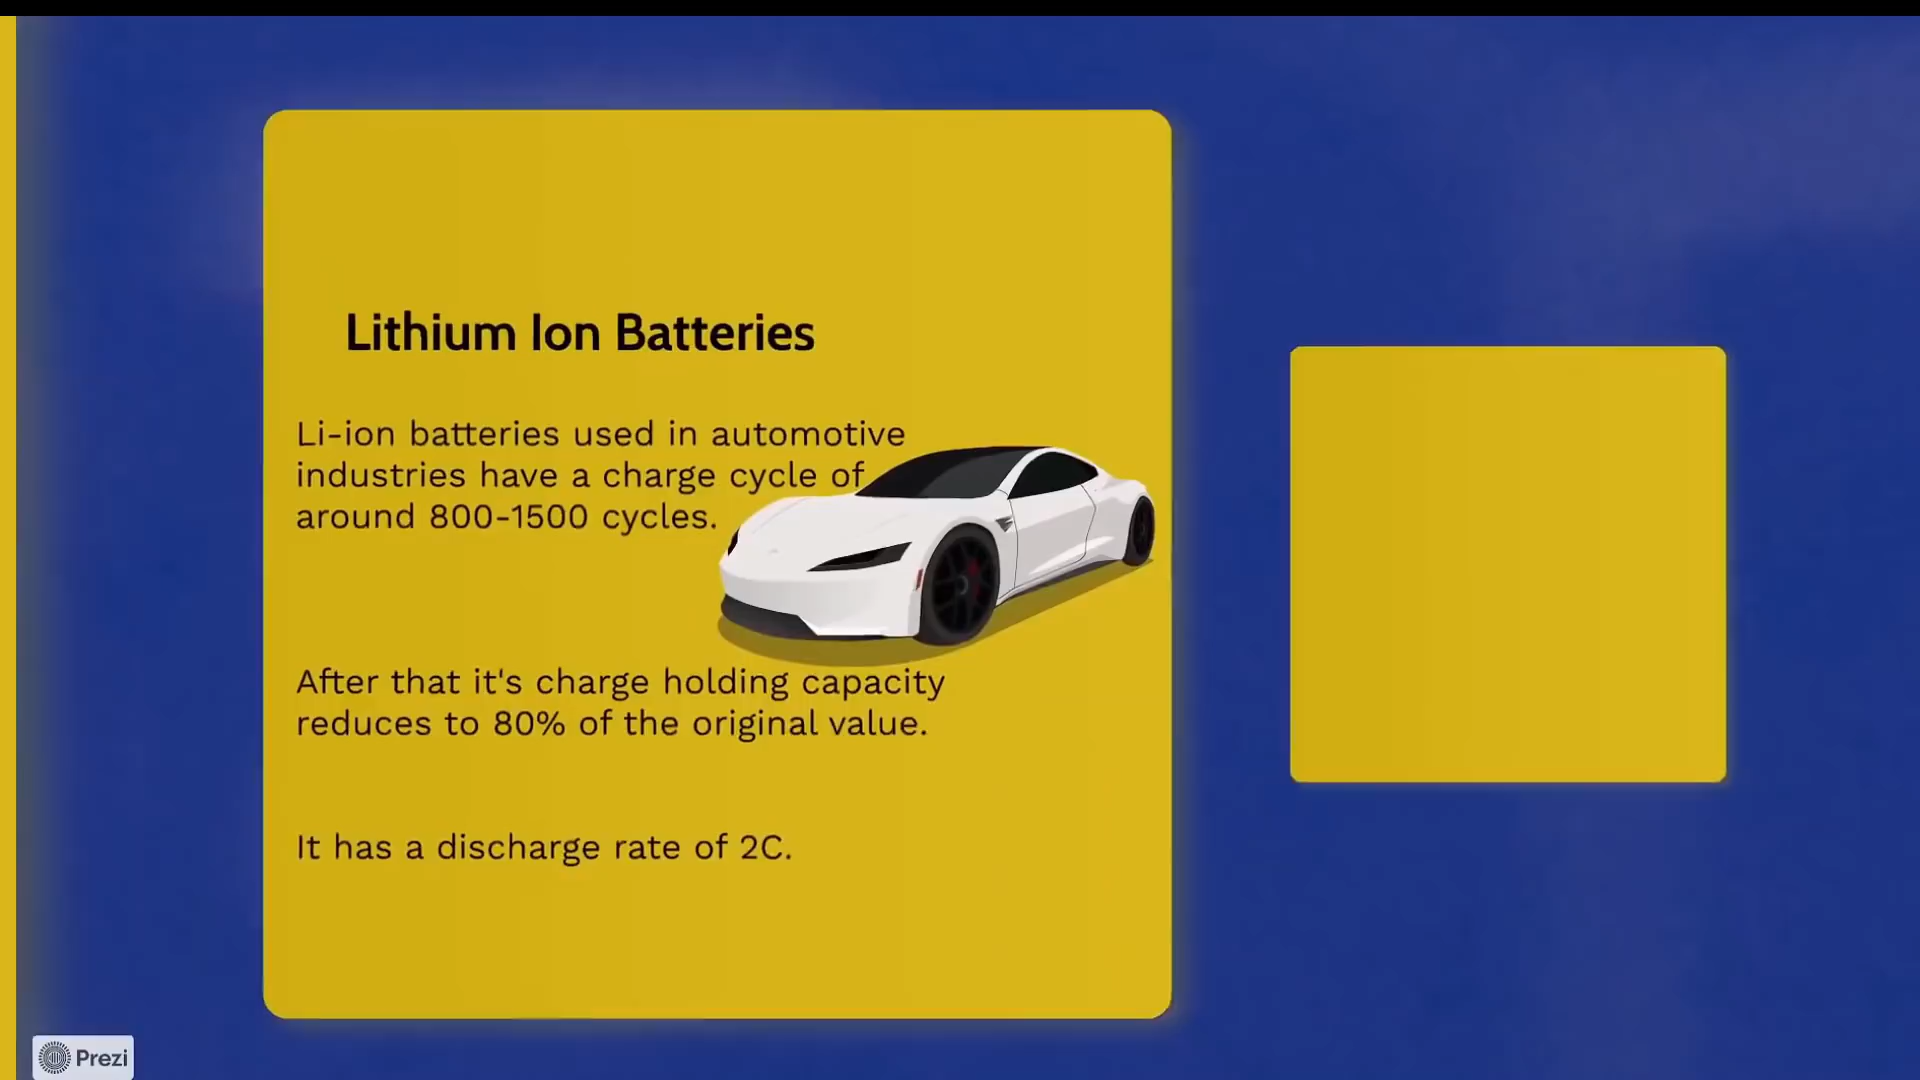 Lithium Ion Batteries
Li-ion batteries used in automotive
industries have a charge cycle of
around 800-1500 cycles.
After that it's charge holding capacity
reduces to 80% of the original value.
It has a discharge rate of 2C.
Prezi